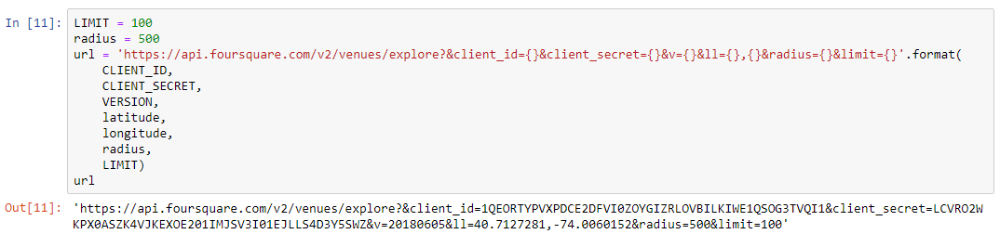 In [11]: LIMIT = 100
radius = 500
url = 'https://api.foursquare.com/v2/venues/explore?&client_id={}&client_secret={}&v={}&ll={},{}&radius={}&limit={}'.format(
CLIENT_ID,
CLIENT_SECRET,
VERSION,
latitude,
longitude,
radius,
LIMIT)
url
Out[11]: 'https://api.foursquare.com/v2/venues/explore?&client_id=1QEORTYPVXPDCE2DFVI0ZOYGIZRLOVBILKIWE1QSOG3TVQI1&client_secret=LCVRO2W
KPX0ASZK4VJKEXOE201IMJSV3I01EJLLS4D3Y5SWZ&v=20180605&ll=40.7127281,-74.0060152&radius=500&limit=100'